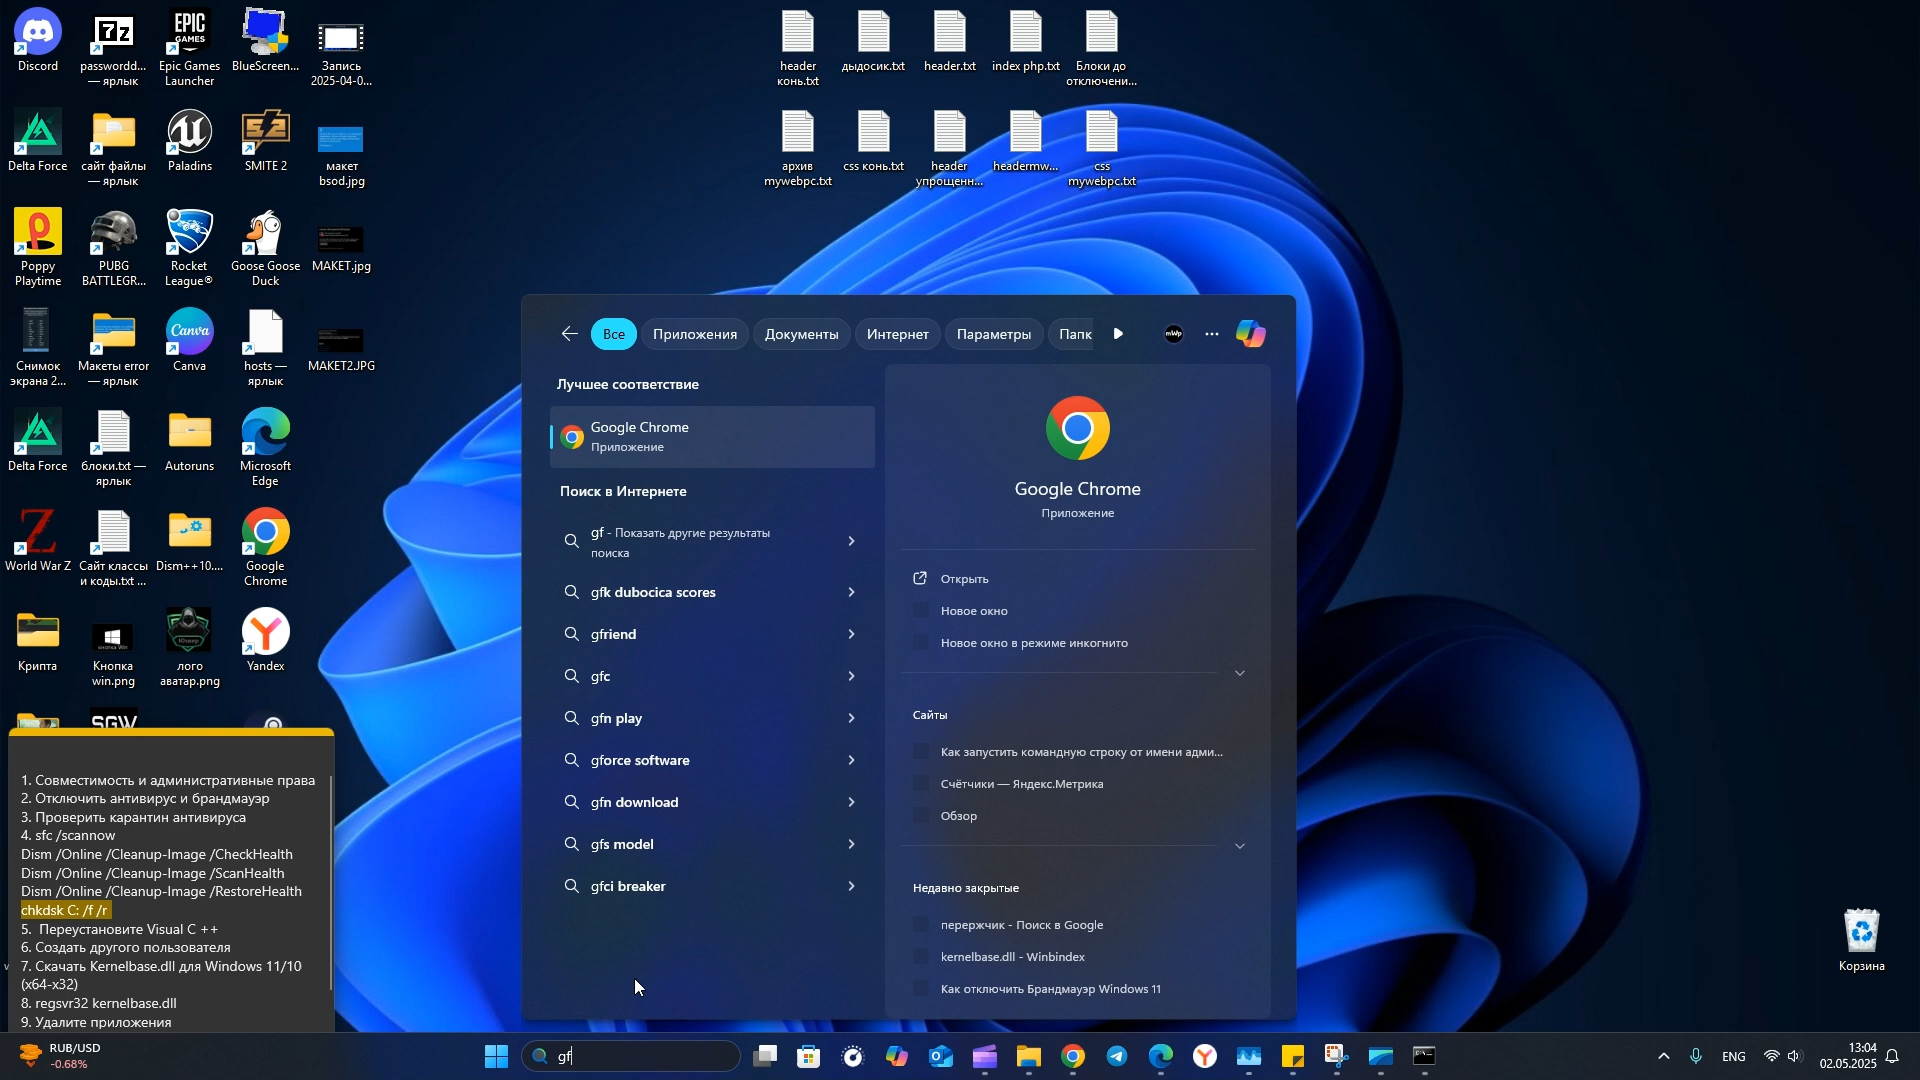 Discord
passwordd...
— ярлык
Epic Games
Launcher
BlueScreen...
Запись
2025-04-0...
header
конь.txt
дыдосик.txt
header.txt
index php.txt
Блоки до
отключени...
Delta Force
сайт файлы
— ярлык
Paladins
SMITE 2
макет
bsod.jpg
архив
mywebpc.txt
css конь.txt
header
упрощенн...
headermw...
css
mywebpc.txt
Poppy
Playtime
PUBG
BATTLEGR...
Rocket
League®
Goose Goose
Duck
МАКЕТ.jpg
Снимок
экрана 2...
Макеты error
— ярлык
Canva
hosts —
ярлык
МАКЕТ2.JPG
Delta Force
блоки.txt —
ярлык
Autoruns
Microsoft
Edge
World War Z
Сайт классы
и коды.txt ...
Dism++10....
Google
Chrome
Крипта
Кнопка
win.png
лого
аватар.png
Yandex
SGW
1. Совместимость и административные права
2. Отключить антивирус и брандмауэр
3. Проверить карантин антивируса
4. sfc /scannow
Dism /Online /Cleanup-Image /CheckHealth
Dism /Online /Cleanup-Image /ScanHealth
Dism /Online /Cleanup-Image /RestoreHealth
chkdsk C: /f /r
5. Переустановите Visual C ++
6. Создать другого пользователя
7. Скачать Kernelbase.dll для Windows 11/10
(x64-x32)
8. regsvr32 kernelbase.dll
9. Удалите приложения
Все
Приложения
Документы
Интернет
Параметры
Папк
mWp
Лучшее соответствие
Google Chrome
Приложение
Поиск в Интернете
gf - Показать другие результаты
поиска
gfk dubocica scores
gfriend
gfc
gfn play
gforce software
gfn download
gfs model
gfci breaker
Google Chrome
Приложение
Открыть
Новое окно
Новое окно в режиме инкогнито
Сайты
Как запустить командную строку от имени адми...
Счётчики — Яндекс.Метрика
Обзор
Недавно закрытые
перержчик - Поиск в Google
kernelbase.dll - Winbindex
Как отключить Брандмауэр Windows 11
Корзина
RUB/USD
-0.68%
gf
ENG
13:04
02.05.2025